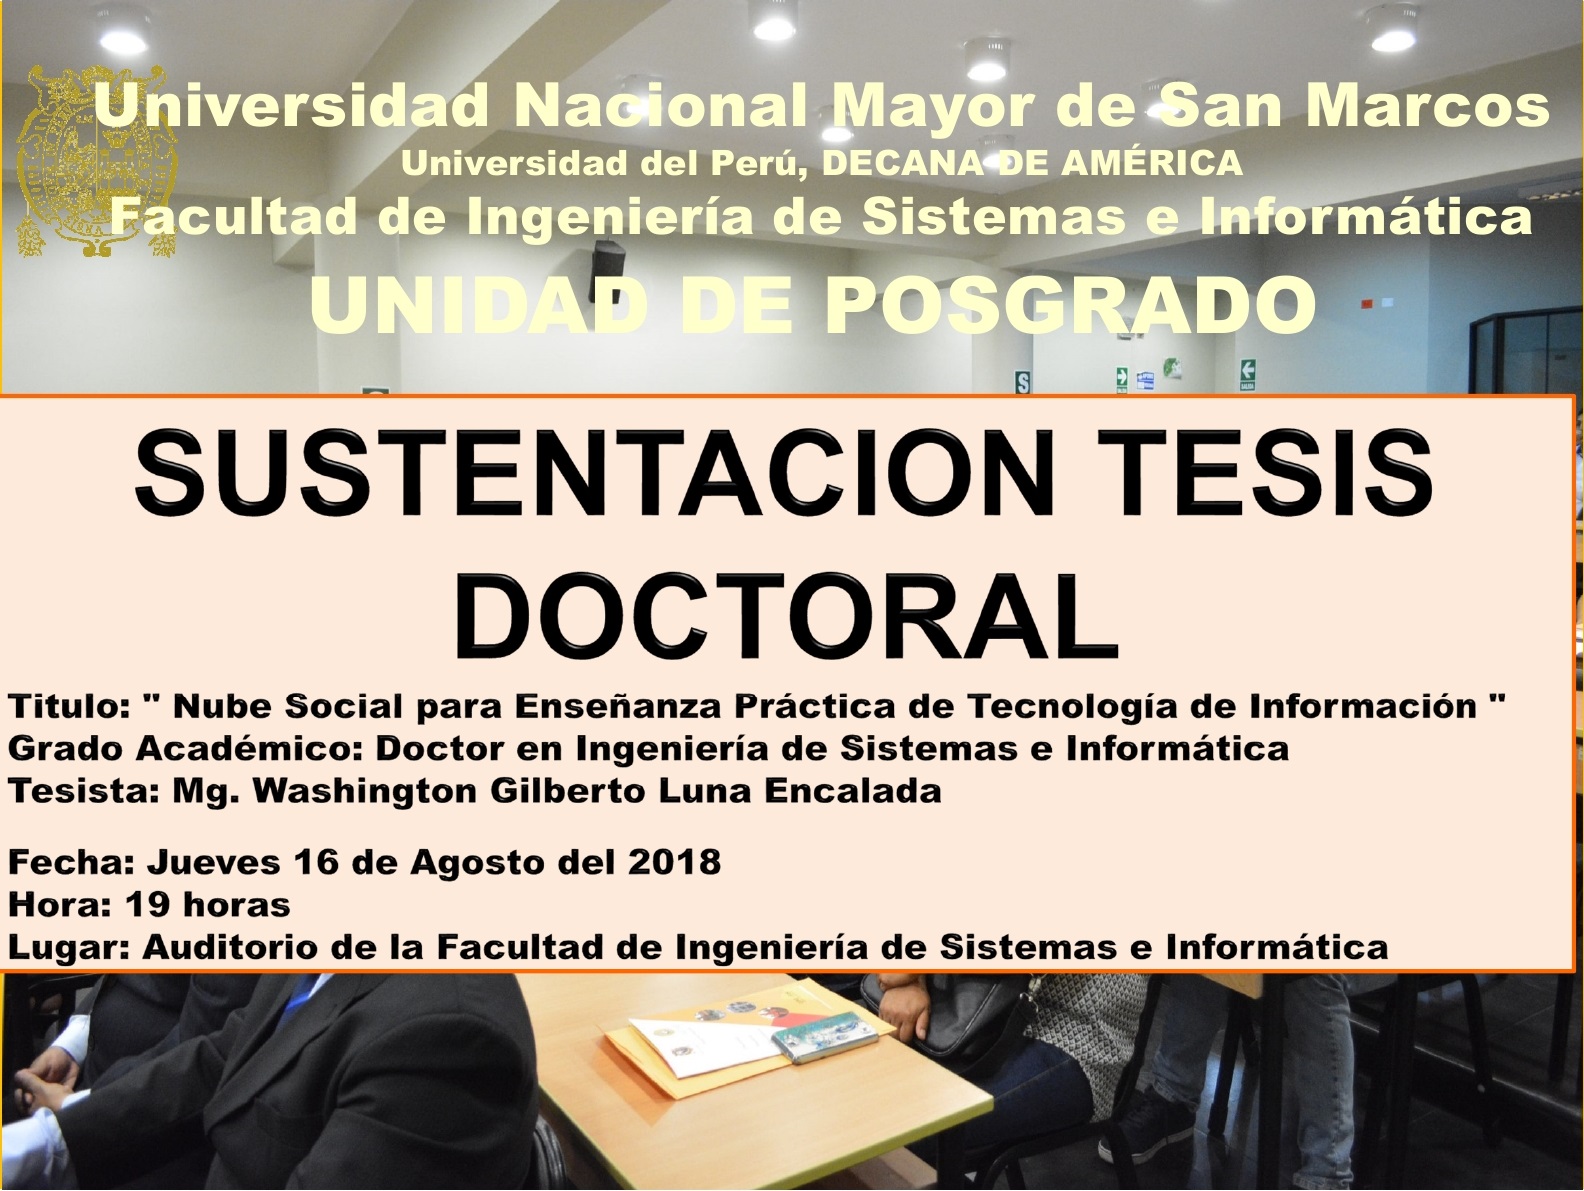 Universidad Nacional Mayor de San Marcos
Universidad del Perú, DECANA DE AMÉRICA
Facultad de Ingeniería de Sistemas e Informática
UNIDAD DE POSGRADO
S
SALIDA
SUSTENTACION TESIS
DOCTORAL
Titulo: " Nube Social para Enseñanza Práctica de Tecnología de Información "
Grado Académico: Doctor en Ingeniería de Sistemas e Informática
Tesista: Mg. Washington Gilberto Luna Encalada
Fecha: Jueves 16 de Agosto del 2018
Hora: 19 horas
Lugar: Auditorio de la Facultad de Ingeniería de Sistemas e Informática